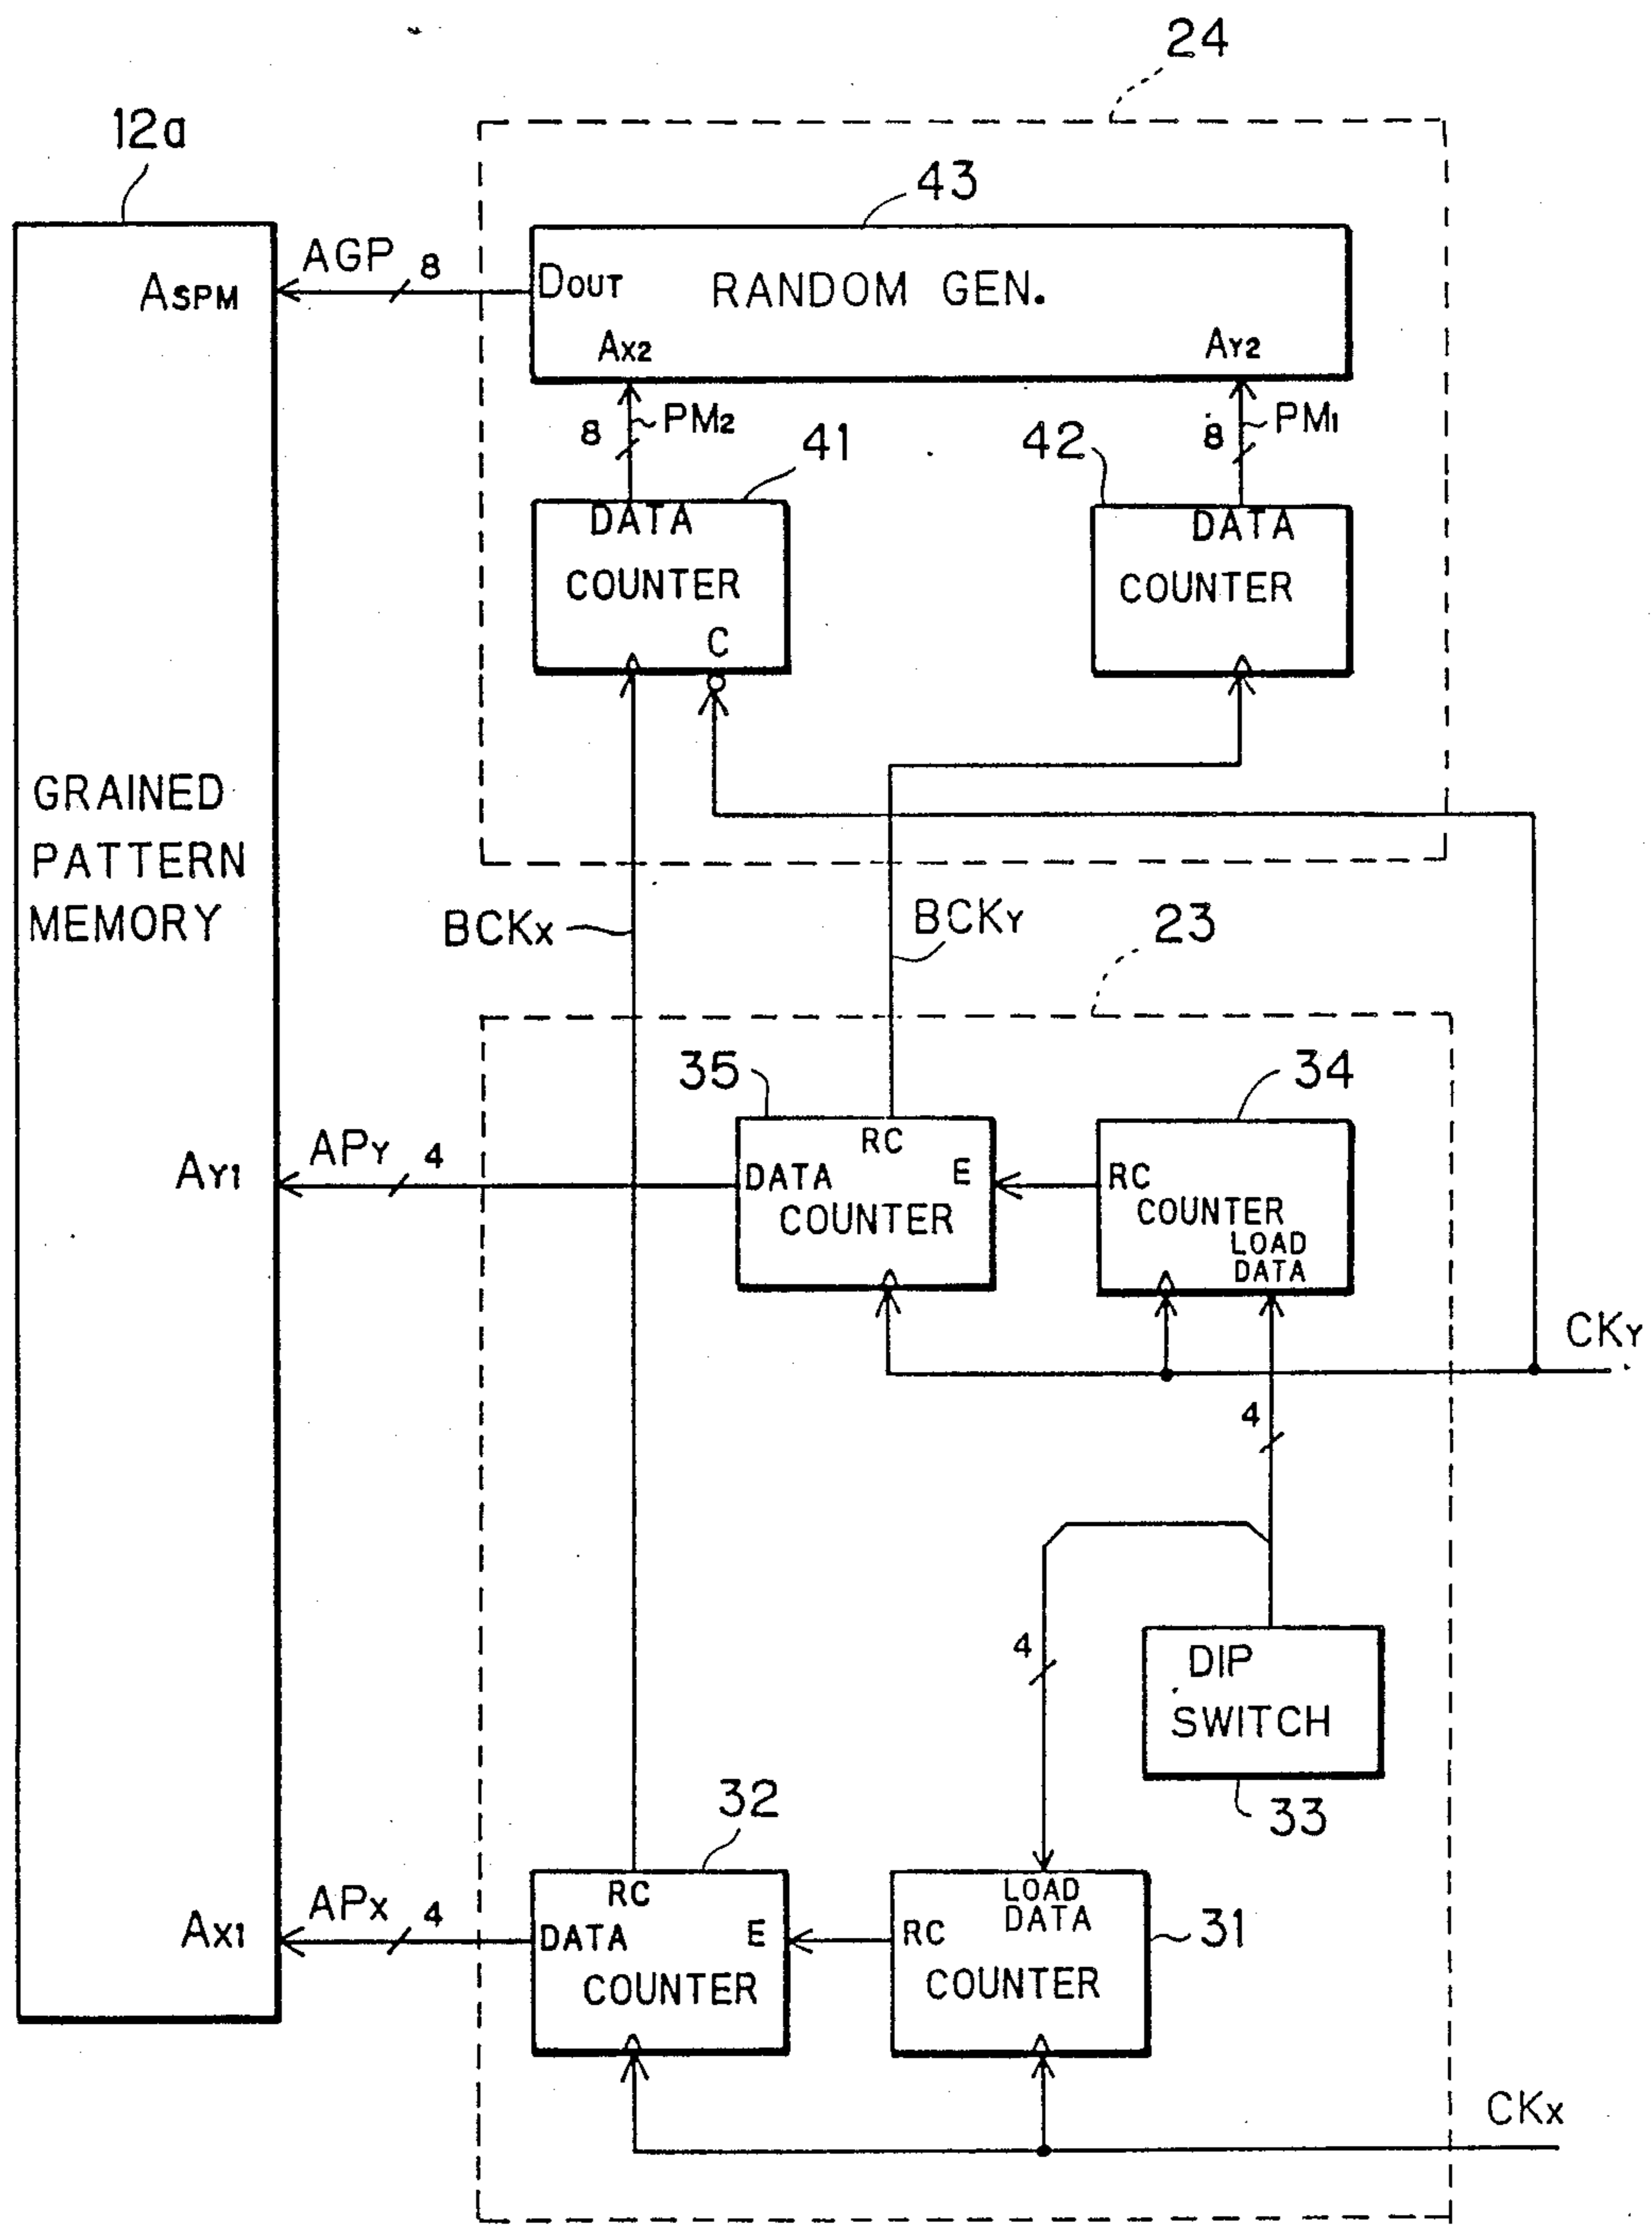 24
12a
43
AGP 8
ASPM
DOUT RANDOM GEN.
AX2 AY2
8 PM2
8 PM1
41
42
DATA
COUNTER
C
DATA
COUNTER
GRAINED
PATTERN
MEMORY
BCKX
BCKY
23
35
34
RC
APY 4
AY1
DATA E
COUNTER
RC
COUNTER
LOAD
DATA
CKY
4
4
DIP
SWITCH
33
32
RC
APX 4
AX1
DATA E
COUNTER
LOAD
DATA
RC
COUNTER
31
CKX